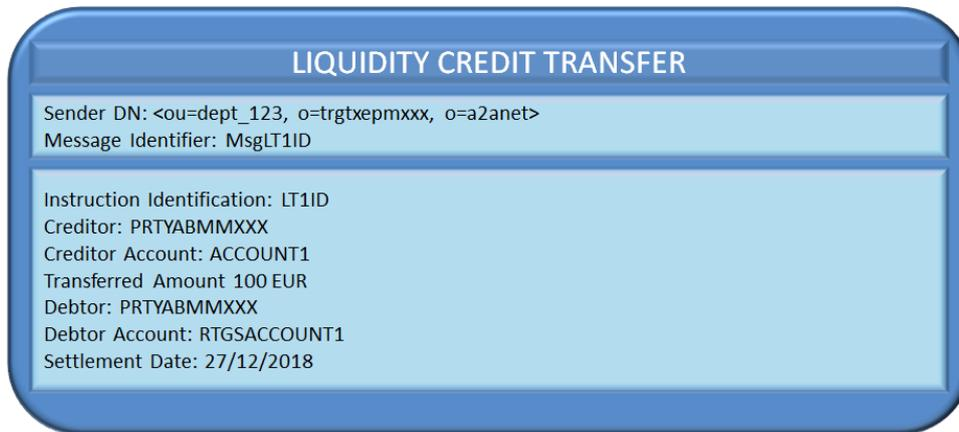 LIQUIDITY CREDIT TRANSFER
Sender DN: <ou=dept_123, o=trgtxepmxxx, o=a2anet>
Message Identifier: MsgLT1ID
Instruction Identification: LT1ID
Creditor: PRTYABMMXXX
Creditor Account: ACCOUNT1
Transferred Amount 100 EUR
Debtor: PRTYABMMXXX
Debtor Account: RTGSACCOUNT1
Settlement Date: 27/12/2018